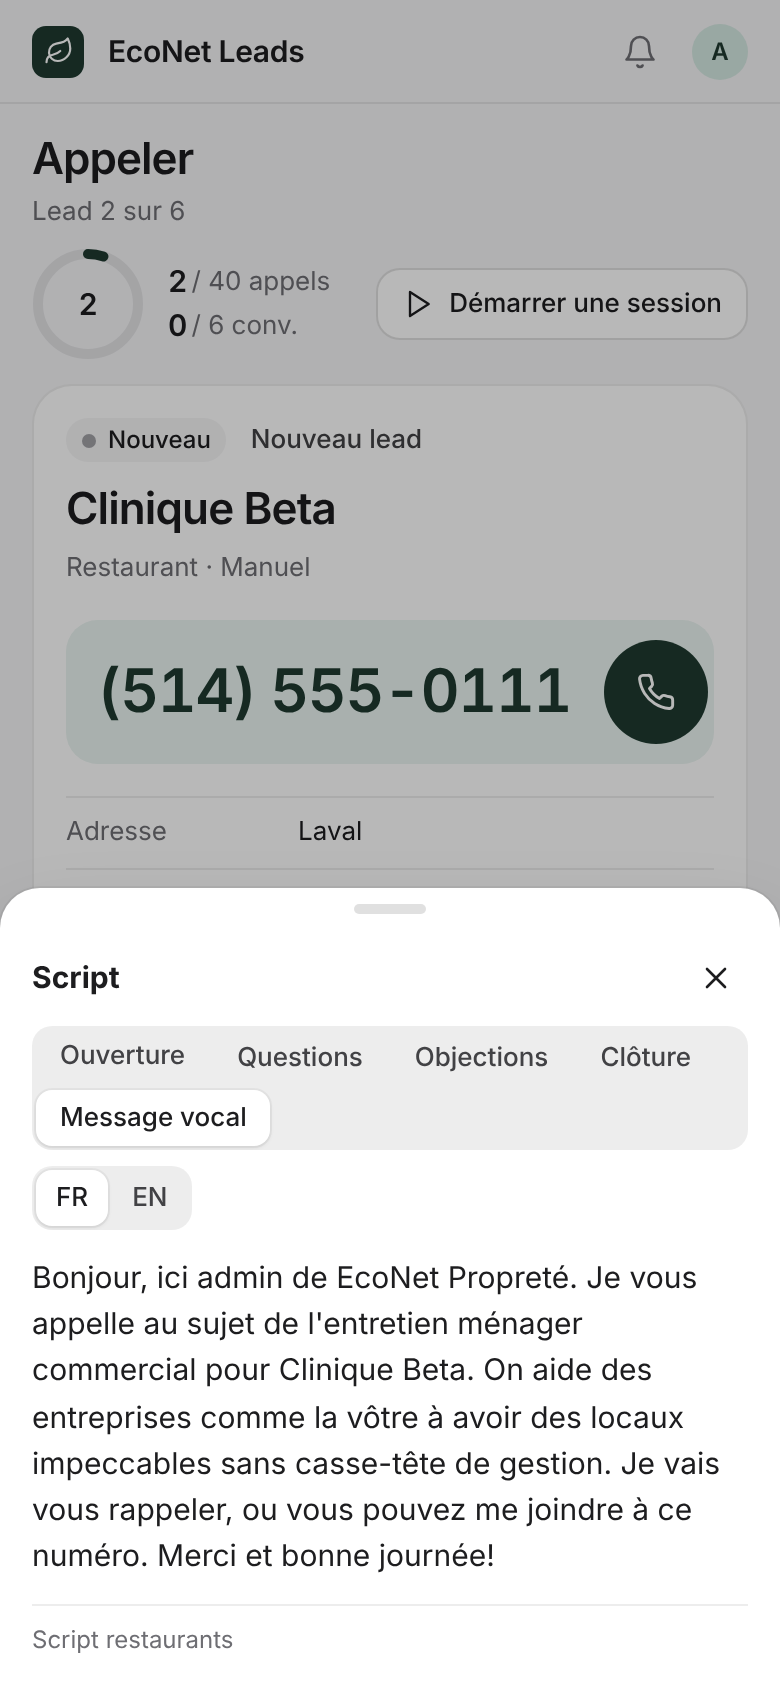 EcoNet Leads
A
Appeler
Lead 2 sur 6
2
2 / 40 appels
0 / 6 conv.
Démarrer une session
Nouveau
Nouveau lead
Clinique Beta
Restaurant · Manuel
(514) 555-0111
Adresse
Laval
Script
Ouverture
Questions
Objections
Clôture
Message vocal
FR
EN
Bonjour, ici admin de EcoNet Propreté. Je vous
appelle au sujet de l'entretien ménager
commercial pour Clinique Beta. On aide des
entreprises comme la vôtre à avoir des locaux
impeccables sans casse-tête de gestion. Je vais
vous rappeler, ou vous pouvez me joindre à ce
numéro. Merci et bonne journée!
Script restaurants